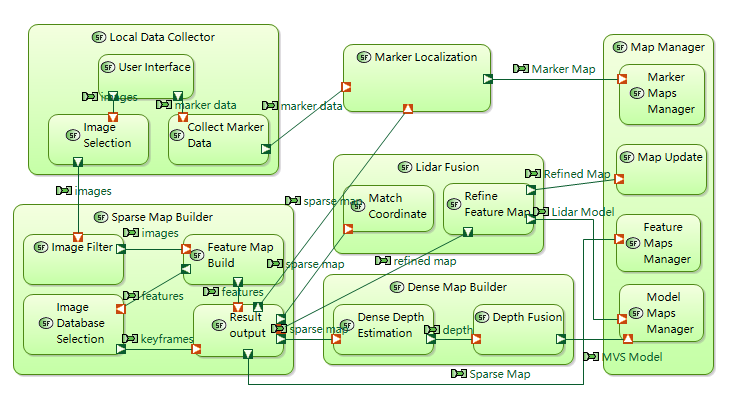 SF Local Data Collector
SF User Interface
images
marker data
SF Image
Selection
SF Collect Marker
Data
marker data
SF Marker Localization
Marker Map
SF Map Manager
SF Marker
Maps
Manager
SF Map Update
SF Feature
Maps
Manager
SF Model
Maps
Manager
SF Lidar Fusion
SF Match
Coordinate
SF Refine
Feature Map
Refined Map
Lidar Model
images
sparse map
refined map
SF Sparse Map Builder
SF Image Filter
images
SF Feature Map
Build
sparse map
features
features
SF Image
Database
Selection
keyframes
SF Result
output
sparse map
SF Dense Map Builder
SF Dense Depth
Estimation
depth
SF Depth Fusion
MVS Model
Sparse Map